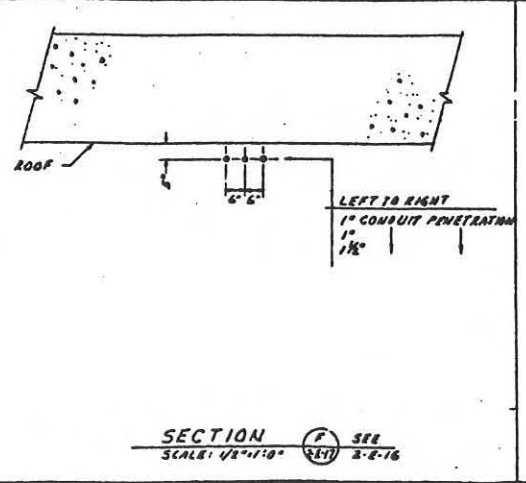 ROOF
6" 6"
LEFT TO RIGHT
1" CONDUIT PENETRATION
1"
1½"
SECTION
SCALE: 1/2"=1'-0"
F
SEE
2-E-16